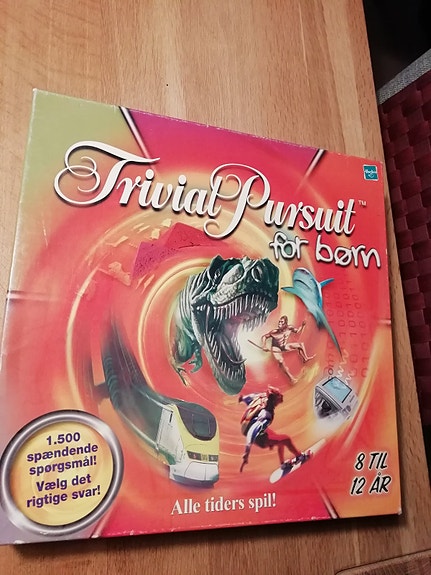 Trivial Pursuit™
for børn
1.500
spændende
spørgsmål!
Vælg det
rigtige svar!
8 TIL
12 ÅR
Alle tiders spil!